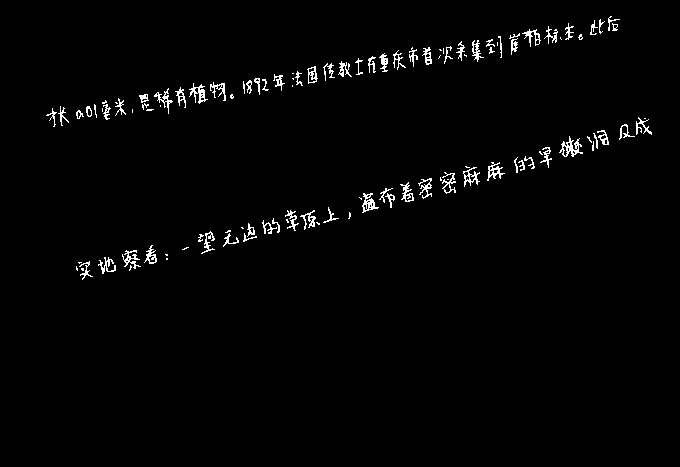 米 0.01毫米,是稀有植物。1892年法国传教士在重庆市首次采集到崖柏标本。此后
实地察看:一望无边的草原上,遍布着密密麻麻的旱獭洞及成